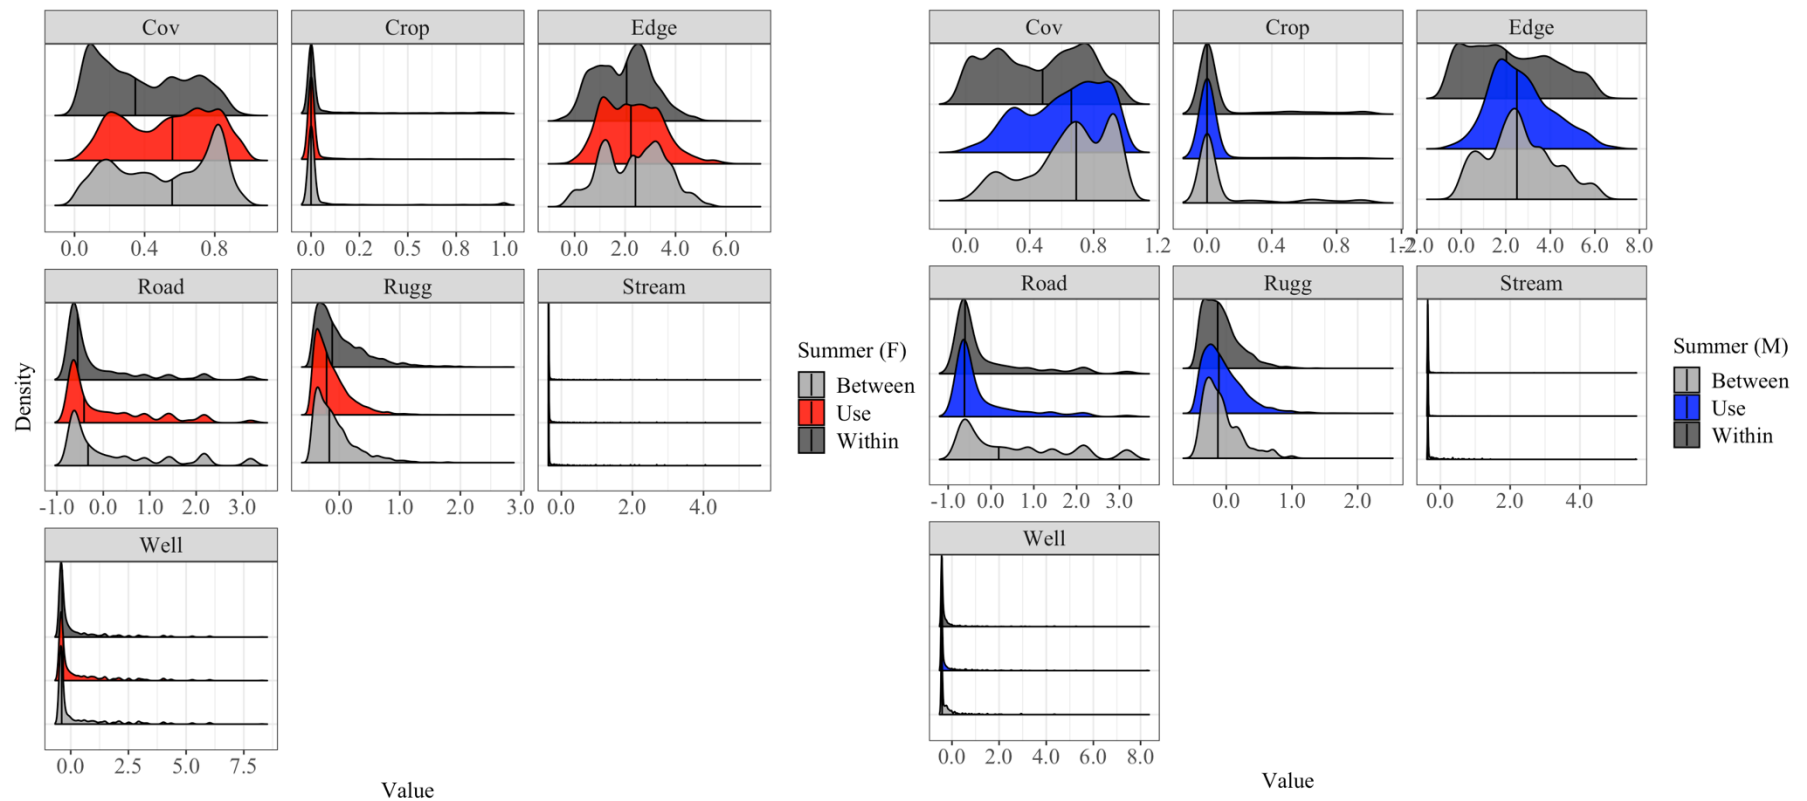 Cov Crop Edge
0.0 0.4 0.8 0.0 0.2 0.5 0.8 1.0 0.0 2.0 4.0 6.0
Road Rugg Stream
-1.0 0.0 1.0 2.0 3.0 0.0 1.0 2.0 3.0 0.0 2.0 4.0
Well
0.0 2.5 5.0 7.5
Density
Value
Summer (F)
Between
Use
Within
Cov Crop Edge
0.0 0.4 0.8 1.2 0.0 0.4 0.8 1.2 -2.0 0.0 2.0 4.0 6.0 8.0
Road Rugg Stream
-1.0 0.0 1.0 2.0 3.0 0.0 1.0 2.0 0.0 2.0 4.0
Well
0.0 2.0 4.0 6.0 8.0
Value
Summer (M)
Between
Use
Within